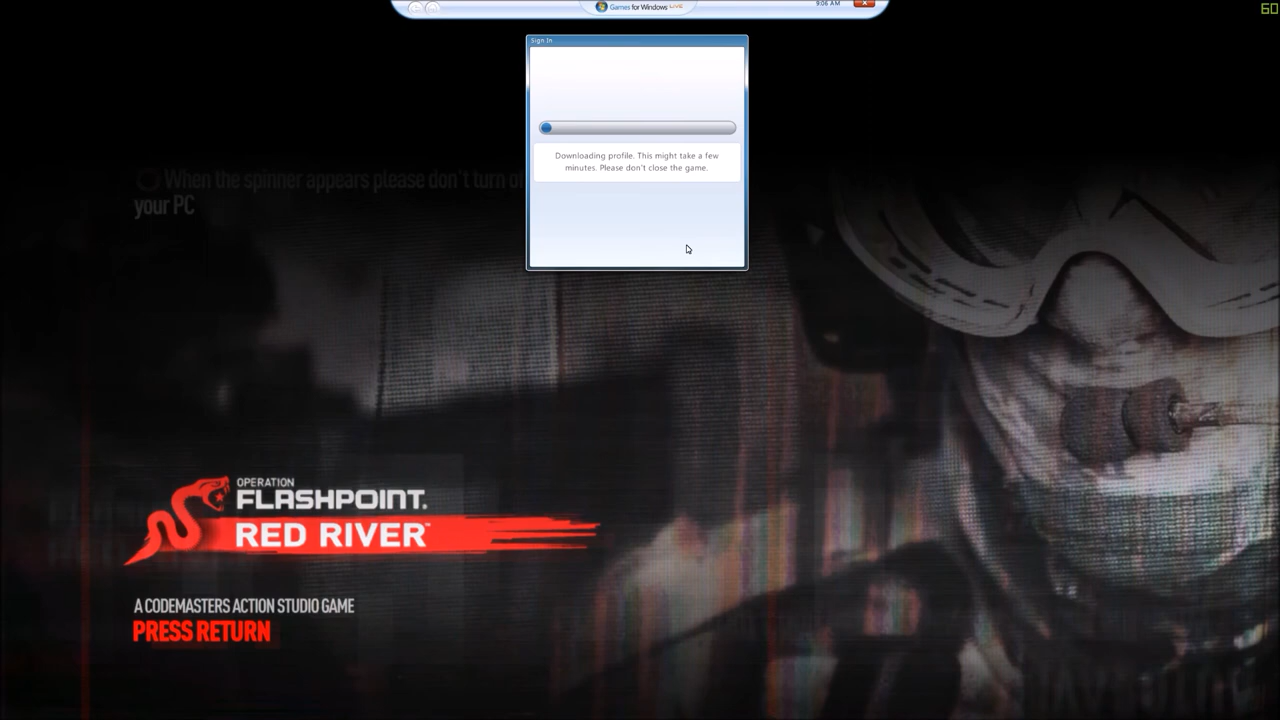 Games for Windows LIVE
9:06 AM
60
Sign In
Downloading profile. This might take a few
minutes. Please don't close the game.
When the spinner appears please don't turn o
your PC
OPERATION
FLASHPOINT®
RED RIVER™
A CODEMASTERS ACTION STUDIO GAME
PRESS RETURN